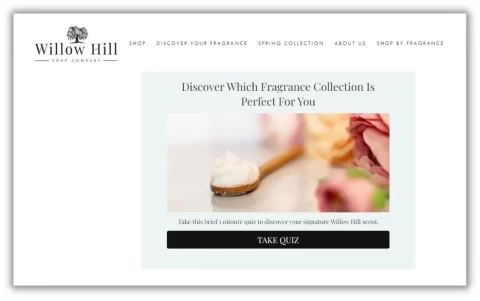 Willow Hill
SOAP COMPANY
SHOP DISCOVER YOUR FRAGRANCE SPRING COLLECTION ABOUT US SHOP BY FRAGRANCE
Discover Which Fragrance Collection Is
Perfect For You
Take this brief 1 minute quiz to discover your signature Willow Hill scent.
TAKE QUIZ